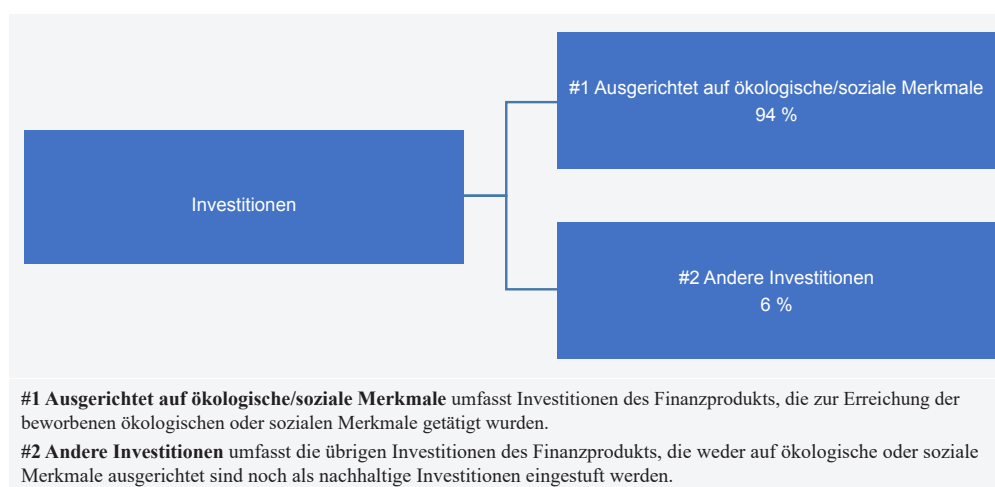 #1 Ausgerichtet auf ökologische/soziale Merkmale
94 %
Investitionen
#2 Andere Investitionen
6 %
#1 Ausgerichtet auf ökologische/soziale Merkmale umfasst Investitionen des Finanzprodukts, die zur Erreichung der
beworbenen ökologischen oder sozialen Merkmale getätigt wurden.
#2 Andere Investitionen umfasst die übrigen Investitionen des Finanzprodukts, die weder auf ökologische oder soziale
Merkmale ausgerichtet sind noch als nachhaltige Investitionen eingestuft werden.